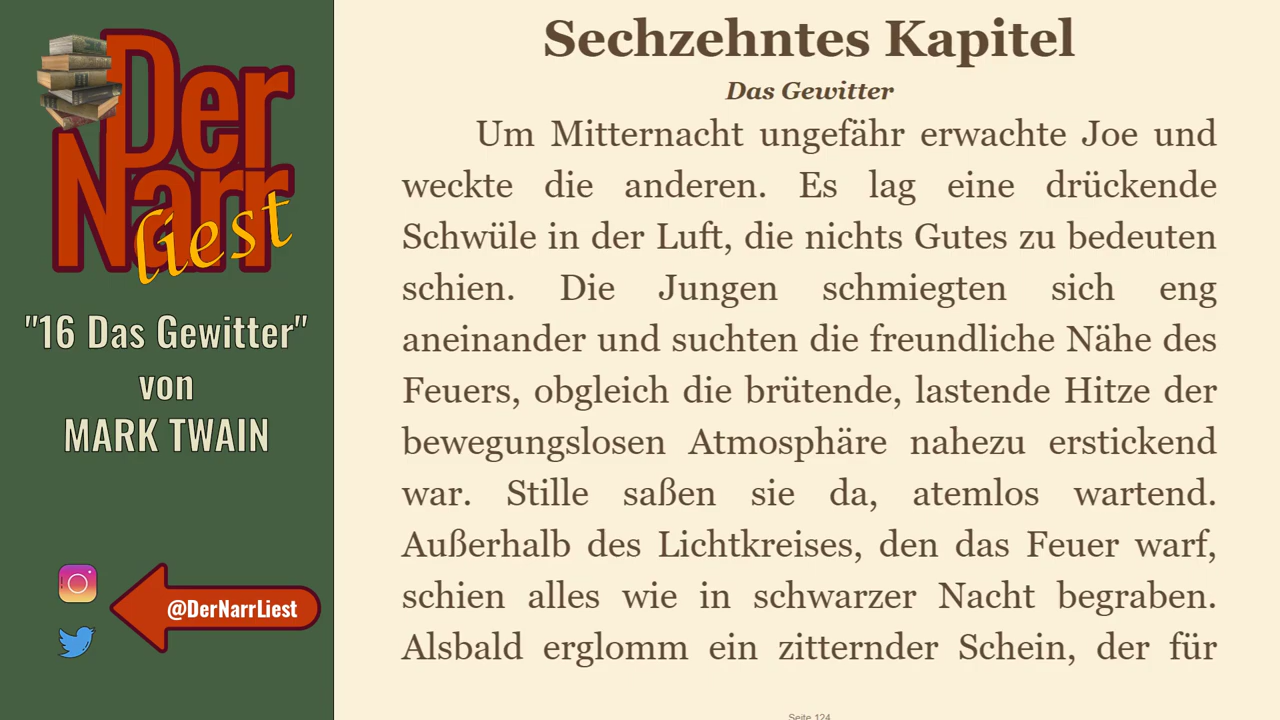 Der
Narr
liest
"16 Das Gewitter"
von
MARK TWAIN
@DerNarrLiest
Sechzehntes Kapitel
Das Gewitter
Um Mitternacht ungefähr erwachte Joe und
weckte die anderen. Es lag eine drückende
Schwüle in der Luft, die nichts Gutes zu bedeuten
schien. Die Jungen schmiegten sich eng
aneinander und suchten die freundliche Nähe des
Feuers, obgleich die brütende, lastende Hitze der
bewegungslosen Atmosphäre nahezu erstickend
war. Stille saßen sie da, atemlos wartend.
Außerhalb des Lichtkreises, den das Feuer warf,
schien alles wie in schwarzer Nacht begraben.
Alsbald erglomm ein zitternder Schein, der für
Seite 124